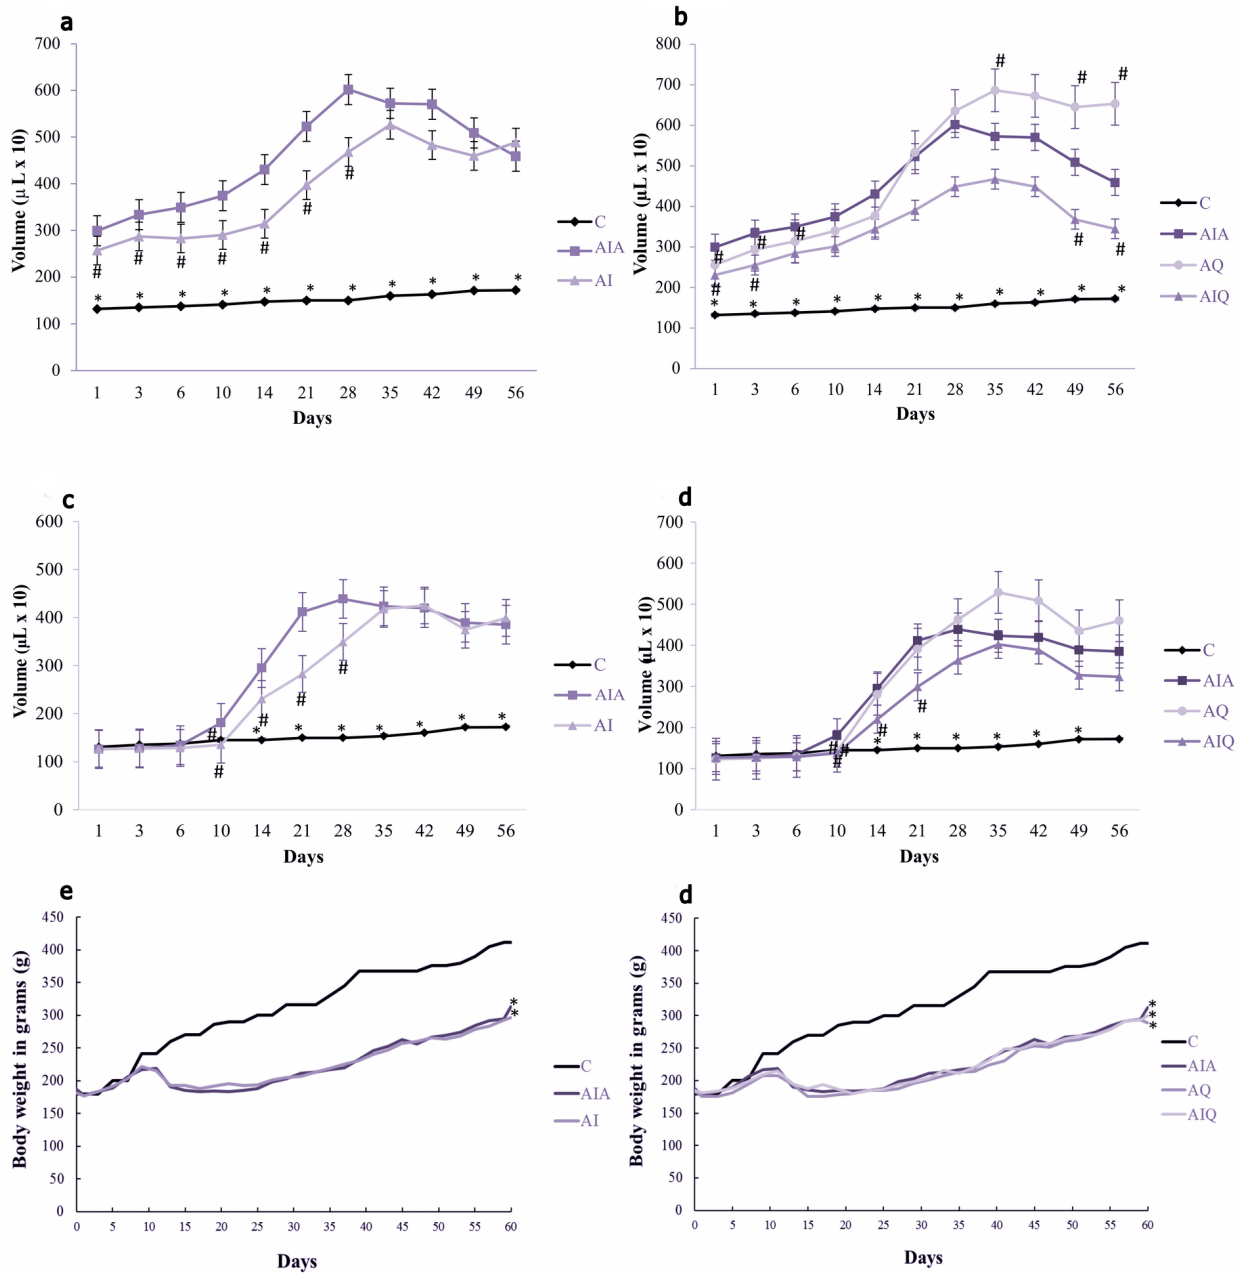 a
700
600
500
400
300
200
100
0
Volume (µL x 10)
1 3 6 10 14 21 28 35 42 49 56
Days
* * * * * * * * * * *
# # # # # # #
C
AIA
AI
b
800
700
600
500
400
300
200
100
0
Volume (µL x 10)
1 3 6 10 14 21 28 35 42 49 56
Days
# # #
# # #
# # # #
* * * * * * * * * * *
C
AIA
AQ
AIQ
c
600
500
400
300
200
100
0
Volume (µL x 10)
1 3 6 10 14 21 28 35 42 49 56
Days
# # # # #
* * * * * * *
C
AIA
AI
d
700
600
500
400
300
200
100
0
Volume (µL x 10)
1 3 6 10 14 21 28 35 42 49 56
Days
# # # # #
* * * * * *
C
AIA
AQ
AIQ
e
450
400
350
300
250
200
150
100
50
0
Body weight in grams (g)
0 5 10 15 20 25 30 35 40 45 50 55 60
Days
*
*
C
AIA
AI
d
450
400
350
300
250
200
150
100
50
0
Body weight in grams (g)
0 5 10 15 20 25 30 35 40 45 50 55 60
Days
*
*
*
C
AIA
AQ
AIQ